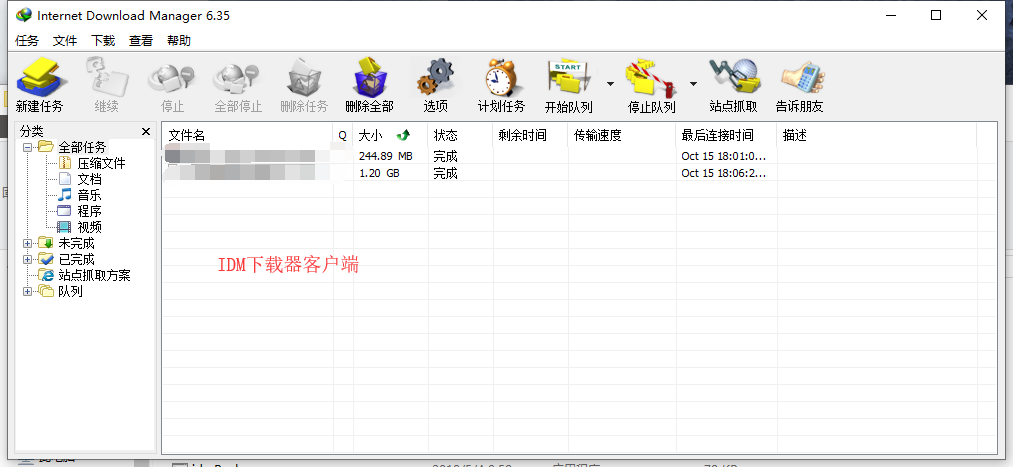 Internet Download Manager 6.35
任务 文件 下载 查看 帮助
新建任务 继续 停止 全部停止 删除任务 删除全部 选项 计划任务 START 开始队列 停止队列 站点抓取 告诉朋友
分类
文件名 Q 大小 状态 剩余时间 传输速度 最后连接时间 描述
全部任务
244.89 MB 完成 Oct 15 18:01:0...
压缩文件
1.20 GB 完成 Oct 15 18:06:2...
文档
音乐
程序
视频
未完成
已完成
站点抓取方案
队列
IDM下载器客户端